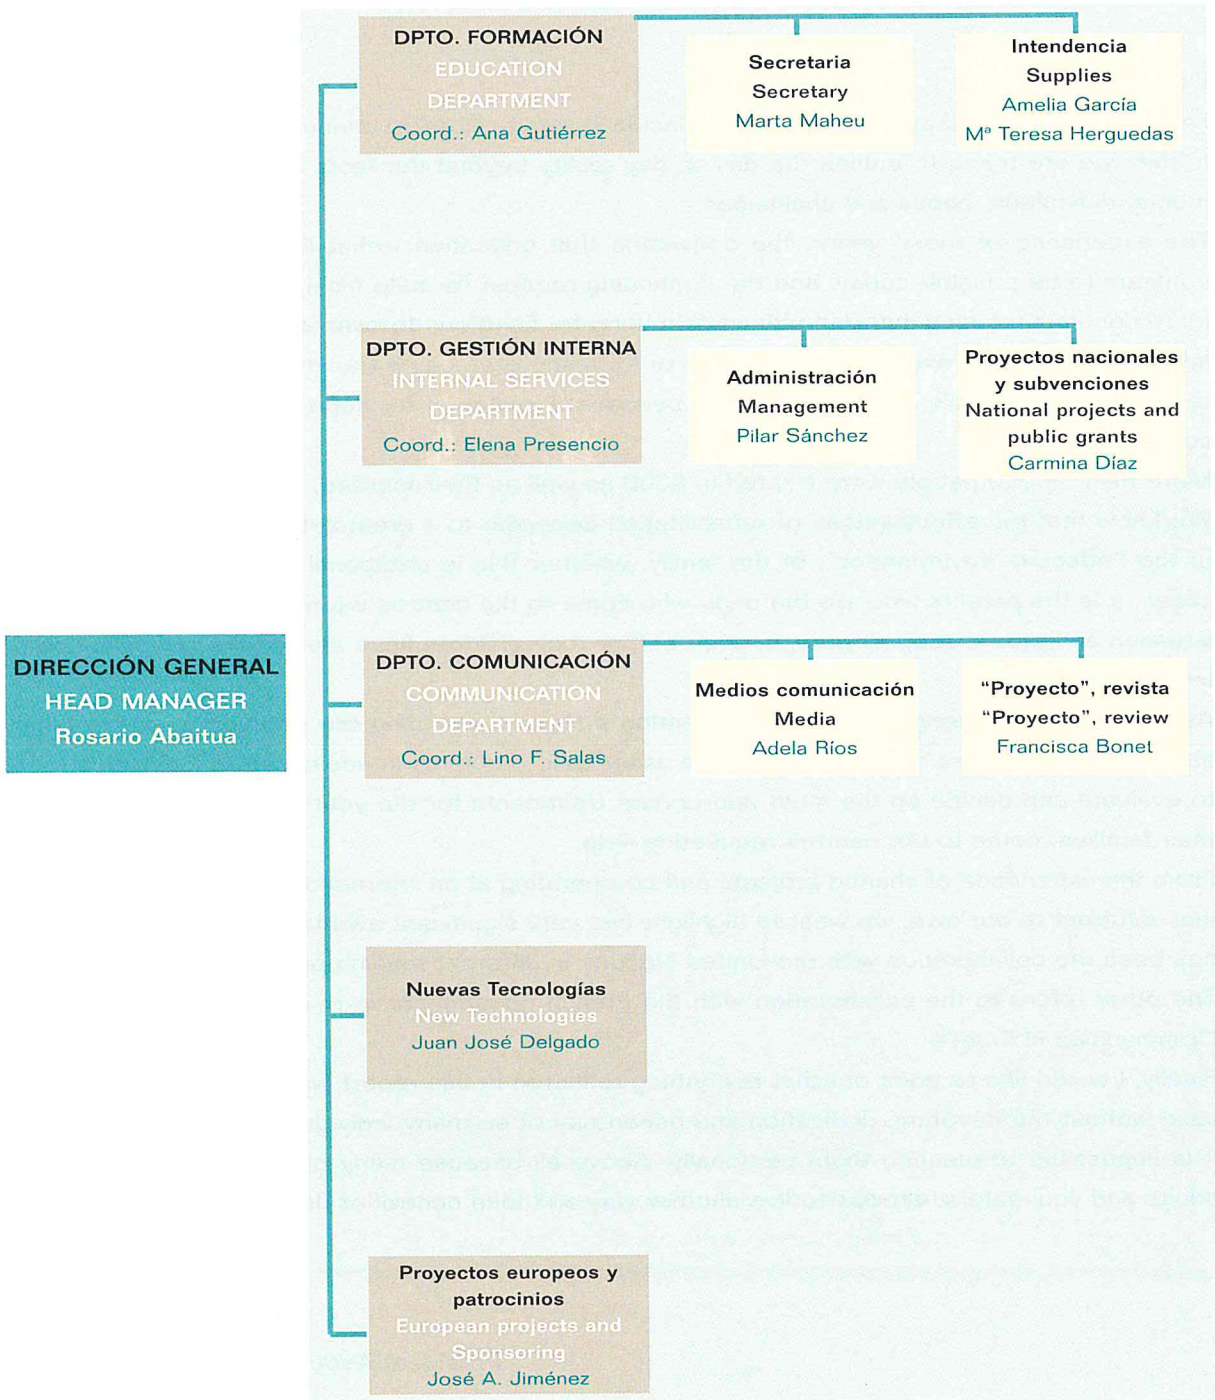 DPTO. FORMACIÓN
EDUCATION
DEPARTMENT
Coord.: Ana Gutiérrez
Secretaria
Secretary
Marta Maheu
Intendencia
Supplies
Amelia García
Mª Teresa Herguedas
DPTO. GESTIÓN INTERNA
INTERNAL SERVICES
DEPARTMENT
Coord.: Elena Presencio
Administración
Management
Pilar Sánchez
Proyectos nacionales
y subvenciones
National projects and
public grants
Carmina Díaz
DIRECCIÓN GENERAL
HEAD MANAGER
Rosario Abaitua
DPTO. COMUNICACIÓN
COMMUNICATION
DEPARTMENT
Coord.: Lino F. Salas
Medios comunicación
Media
Adela Ríos
“Proyecto”, revista
“Proyecto”, review
Francisca Bonet
Nuevas Tecnologías
New Technologies
Juan José Delgado
Proyectos europeos y
patrocinios
European projects and
Sponsoring
José A. Jiménez